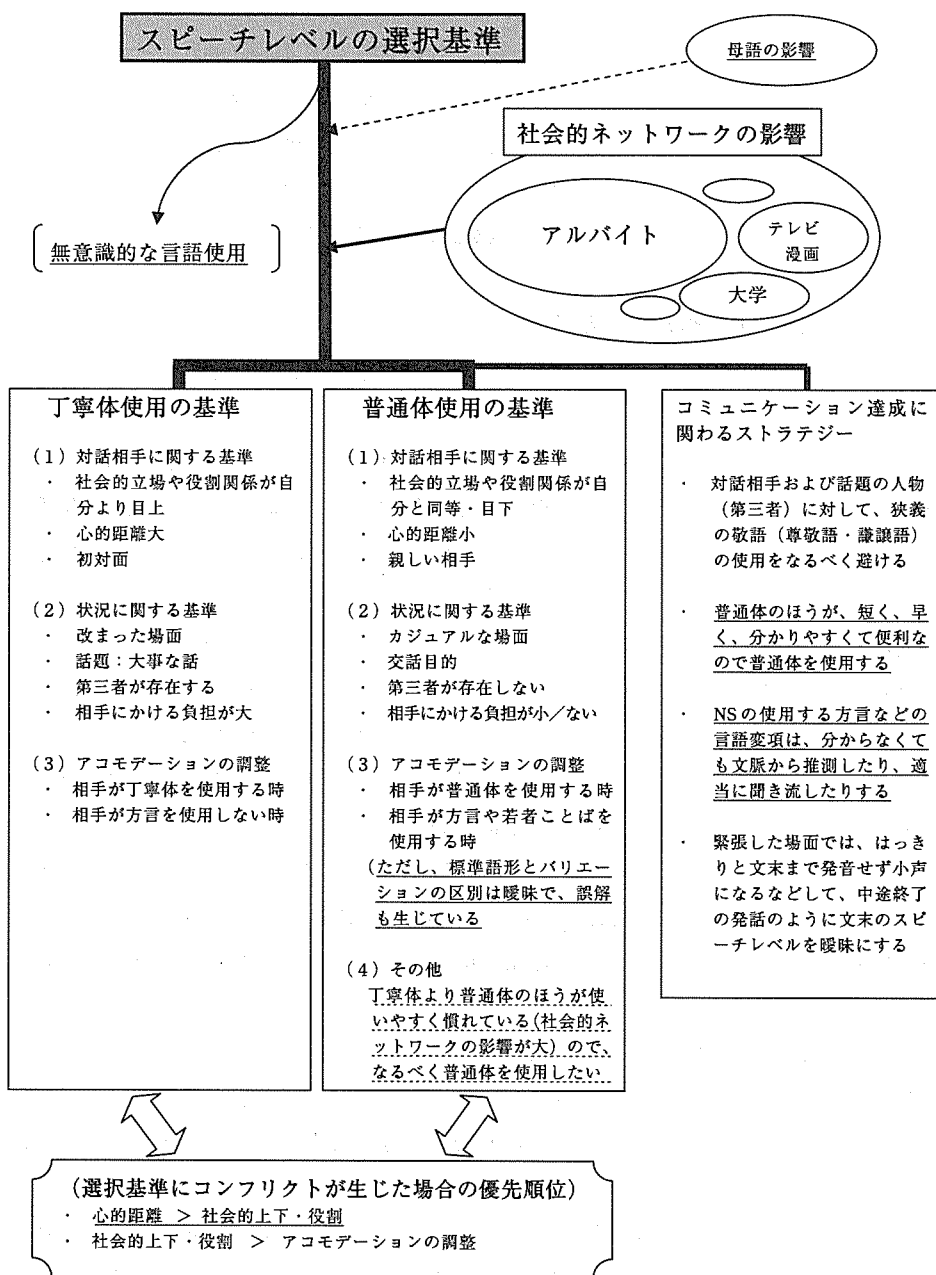 スピーチレベルの選択基準
母語の影響
社会的ネットワークの影響
アルバイト
テレビ
漫画
大学
無意識的な言語使用
丁寧体使用の基準
(1) 対話相手に関する基準
・ 社会的立場や役割関係が自
分より目上
・ 心的距離大
・ 初対面
(2) 状況に関する基準
・ 改まった場面
・ 話題:大事な話
・ 第三者が存在する
・ 相手にかける負担が大
(3) アコモデーションの調整
・ 相手が丁寧体を使用する時
・ 相手が方言を使用しない時
普通体使用の基準
(1) 対話相手に関する基準
・ 社会的立場や役割関係が自
分と同等・目下
・ 心的距離小
・ 親しい相手
(2) 状況に関する基準
・ カジュアルな場面
・ 交話目的
・ 第三者が存在しない
・ 相手にかける負担が小/ない
(3) アコモデーションの調整
・ 相手が普通体を使用する時
・ 相手が方言や若者ことばを
使用する時
(ただし、標準語形とバリエー
ションの区別は曖昧で、誤解
も生じている
(4) その他
丁寧体より普通体のほうが使
いやすく慣れている(社会的ネ
ットワークの影響が大)ので、
なるべく普通体を使用したい
コミュニケーション達成に
関わるストラテジー
・ 対話相手および話題の人物
(第三者)に対して、狭義
の敬語(尊敬語・謙譲語)
の使用をなるべく避ける
・ 普通体のほうが、短く、早
く、分かりやすくて便利な
ので普通体を使用する
・ NSの使用する方言などの
言語変項は、分からなくて
も文脈から推測したり、適
当に聞き流したりする
・ 緊張した場面では、はっき
りと文末まで発音せず小声
になるなどして、中途終了
の発話のように文末のスピ
ーチレベルを曖昧にする
(選択基準にコンフリクトが生じた場合の優先順位)
・ 心的距離 > 社会的上下・役割
・ 社会的上下・役割 > アコモデーションの調整